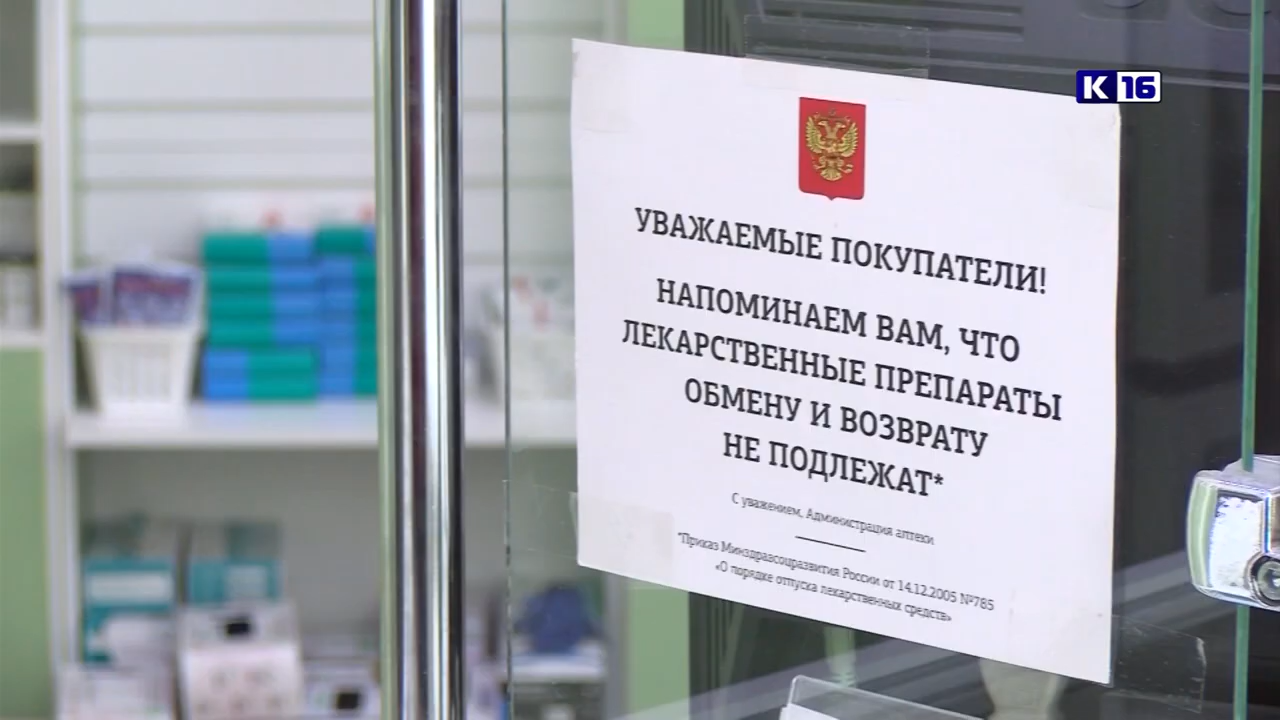 К 16
УВАЖАЕМЫЕ ПОКУПАТЕЛИ!
НАПОМИНАЕМ ВАМ, ЧТО
ЛЕКАРСТВЕННЫЕ ПРЕПАРАТЫ
ОБМЕНУ И ВОЗВРАТУ
НЕ ПОДЛЕЖАТ*
С уважением, Администрация аптеки
*Приказ Минздравсоцразвития России от 14.12.2005 №785
«О порядке отпуска лекарственных средств»